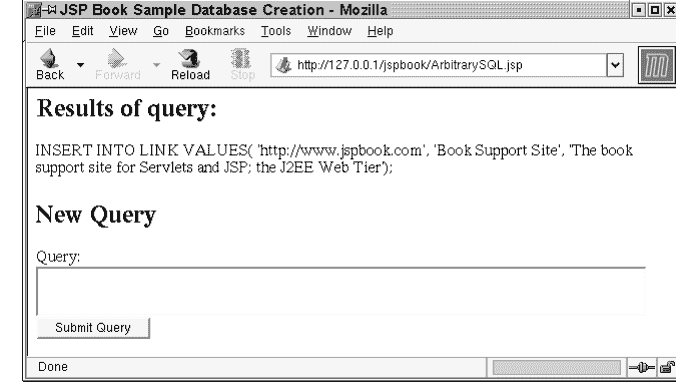 JSP Book Sample Database Creation - Mozilla
File Edit View Go Bookmarks Tools Window Help
Back Forward Reload Stop http://127.0.0.1/jspbook/ArbitrarySQL.jsp
Results of query:
INSERT INTO LINK VALUES( 'http://www.jspbook.com', 'Book Support Site', 'The book
support site for Servlets and JSP; the J2EE Web Tier');
New Query
Query:
Submit Query
Done